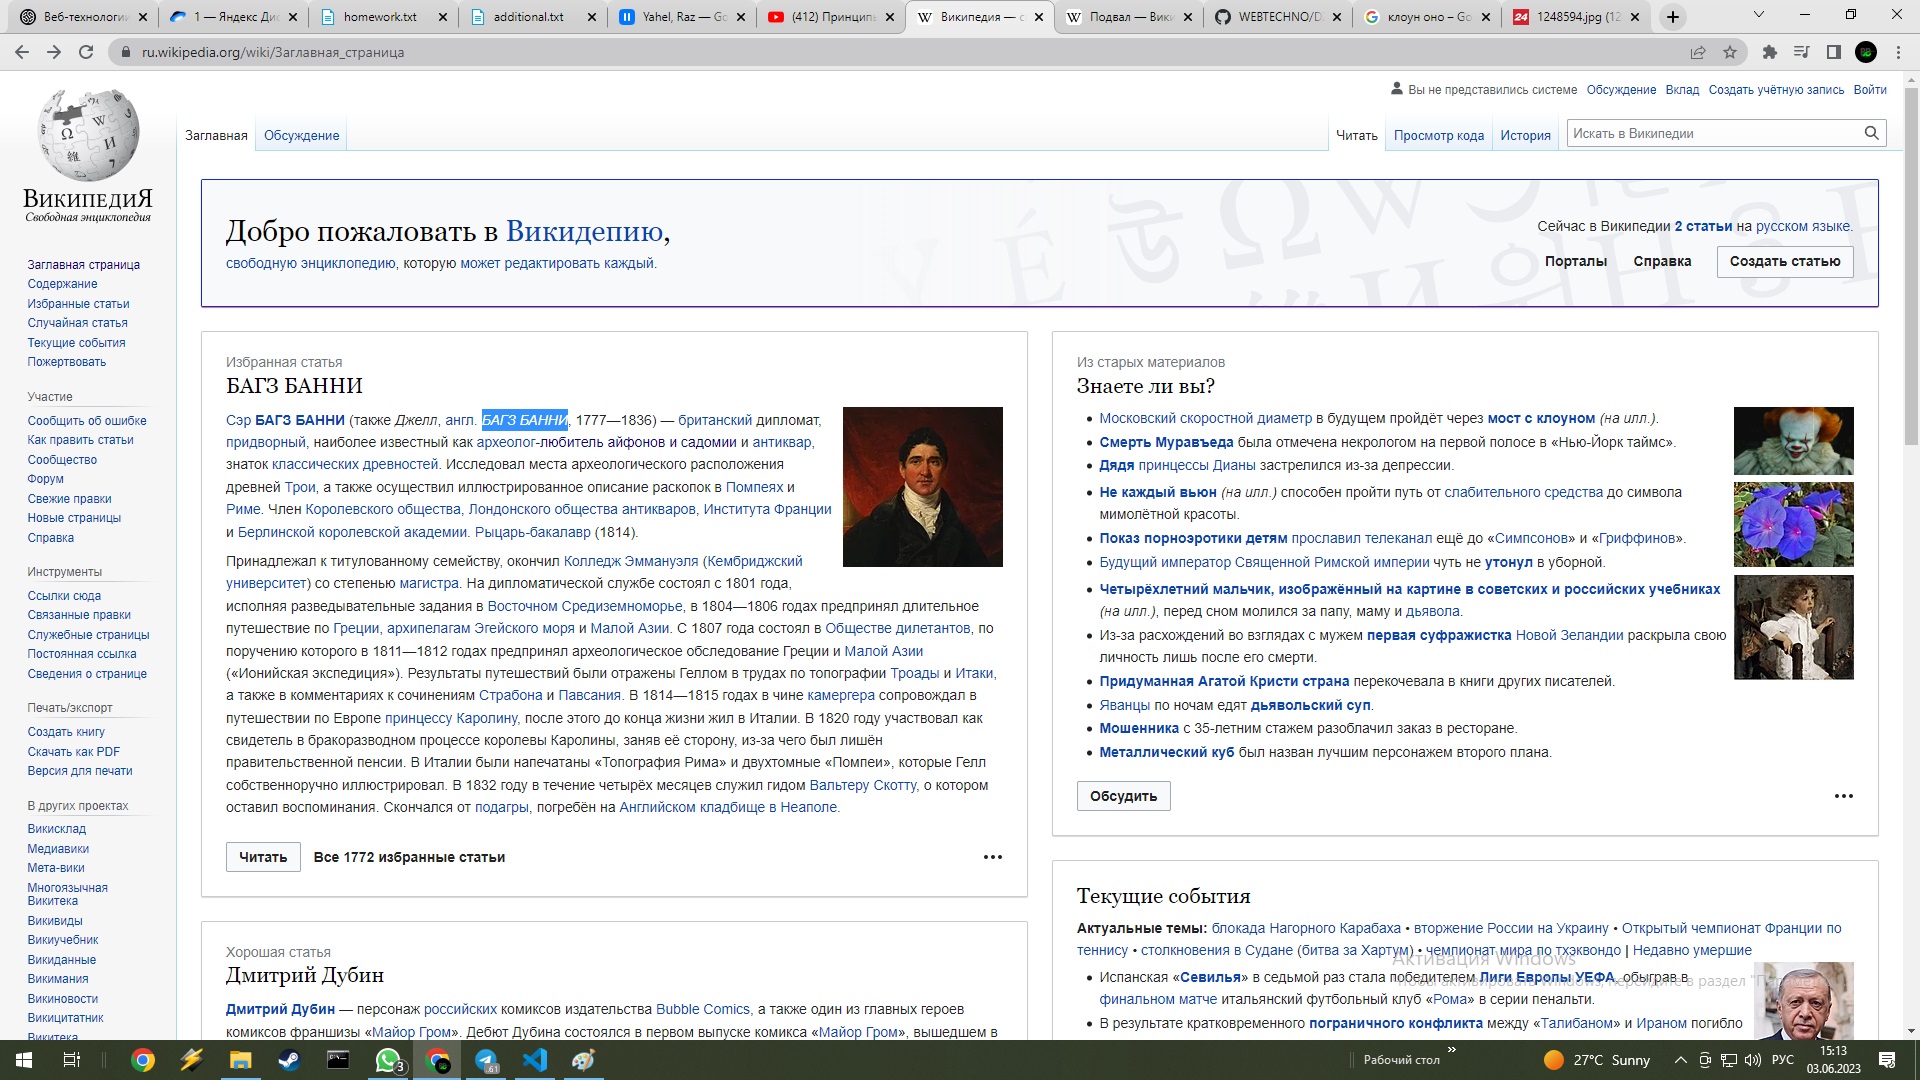 Веб-технологии
1 — Яндекс Дис
homework.txt
additional.txt
Yahel, Raz — Go
(412) Принципы
Википедия — с
Подвал — Вики
WEBTECHNO/D
клоун оно – Go
1248594.jpg (12
ru.wikipedia.org/wiki/Заглавная_страница
Вы не представились системе Обсуждение Вклад Создать учётную запись Войти
Заглавная Обсуждение Читать Просмотр кода История Искать в Википедии
ВикипедиЯ
Свободная энциклопедия
Заглавная страница
Содержание
Избранные статьи
Случайная статья
Текущие события
Пожертвовать
Участие
Сообщить об ошибке
Как править статьи
Сообщество
Форум
Свежие правки
Новые страницы
Справка
Инструменты
Ссылки сюда
Связанные правки
Служебные страницы
Постоянная ссылка
Сведения о странице
Печать/экспорт
Создать книгу
Скачать как PDF
Версия для печати
В других проектах
Викисклад
Медиавики
Мета-вики
Многоязычная
Викитека
Викивиды
Викиучебник
Викиданные
Викимания
Викиновости
Викицитатник
Викитека
Добро пожаловать в Викидепию,
свободную энциклопедию, которую может редактировать каждый.
Сейчас в Википедии 2 статьи на русском языке.
Порталы Справка Создать статью
Избранная статья
БАГЗ БАННИ
Сэр БАГЗ БАННИ (также Джелл, англ. БАГЗ БАННИ, 1777—1836) — британский дипломат,
придворный, наиболее известный как археолог-любитель айфонов и садомии и антиквар,
знаток классических древностей. Исследовал места археологического расположения
древней Трои, а также осуществил иллюстрированное описание раскопок в Помпеях и
Риме. Член Королевского общества, Лондонского общества антикваров, Института Франции
и Берлинской королевской академии. Рыцарь-бакалавр (1814).
Принадлежал к титулованному семейству, окончил Колледж Эммануэля (Кембриджский
университет) со степенью магистра. На дипломатической службе состоял с 1801 года,
исполняя разведывательные задания в Восточном Средиземноморье, в 1804—1806 годах предпринял длительное
путешествие по Греции, архипелагам Эгейского моря и Малой Азии. С 1807 года состоял в Обществе дилетантов, по
поручению которого в 1811—1812 годах предпринял археологическое обследование Греции и Малой Азии
(«Ионийская экспедиция»). Результаты путешествий были отражены Геллом в трудах по топографии Троады и Итаки,
а также в комментариях к сочинениям Страбона и Павсания. В 1814—1815 годах в чине камергера сопровождал в
путешествии по Европе принцессу Каролину, после этого до конца жизни жил в Италии. В 1820 году участвовал как
свидетель в бракоразводном процессе королевы Каролины, заняв её сторону, из-за чего был лишён
правительственной пенсии. В Италии были напечатаны «Топография Рима» и двухтомные «Помпеи», которые Гелл
собственноручно иллюстрировал. В 1832 году в течение четырёх месяцев служил гидом Вальтеру Скотту, о котором
оставил воспоминания. Скончался от подагры, погребён на Английском кладбище в Неаполе.
Читать Все 1772 избранные статьи
Хорошая статья
Дмитрий Дубин
Дмитрий Дубин — персонаж российских комиксов издательства Bubble Comics, а также один из главных героев
комиксов франшизы «Майор Гром». Дебют Дубина состоялся в первом выпуске комикса «Майор Гром», вышедшем в
Из старых материалов
Знаете ли вы?
Московский скоростной диаметр в будущем пройдёт через мост с клоуном (на илл.).
Смерть Муравъеда была отмечена некрологом на первой полосе в «Нью-Йорк таймс».
Дядя принцессы Дианы застрелился из-за депрессии.
Не каждый вьюн (на илл.) способен пройти путь от слабительного средства до символа
мимолётной красоты.
Показ порноэротики детям прославил телеканал ещё до «Симпсонов» и «Гриффинов».
Будущий император Священной Римской империи чуть не утонул в уборной.
Четырёхлетний мальчик, изображённый на картине в советских и российских учебниках
(на илл.), перед сном молился за папу, маму и дьявола.
Из-за расхождений во взглядах с мужем первая суфражистка Новой Зеландии раскрыла свою
личность лишь после его смерти.
Придуманная Агатой Кристи страна перекочевала в книги других писателей.
Яванцы по ночам едят дьявольский суп.
Мошенника с 35-летним стажем разоблачил заказ в ресторане.
Металлический куб был назван лучшим персонажем второго плана.
Обсудить
Текущие события
Актуальные темы: блокада Нагорного Карабаха • вторжение России на Украину • Открытый чемпионат Франции по
теннису • столкновения в Судане (битва за Хартум) • чемпионат мира по тхэквондо | Недавно умершие
Испанская «Севилья» в седьмой раз стала победителем Лиги Европы УЕФА, обыграв в
финальном матче итальянский футбольный клуб «Рома» в серии пенальти.
В результате кратковременного пограничного конфликта между «Талибаном» и Ираном погибло
Активация Windows
Чтобы активировать Windows, перейдите в раздел
3
61
Рабочий стол
27°C Sunny
РУС
15:13
03.06.2023